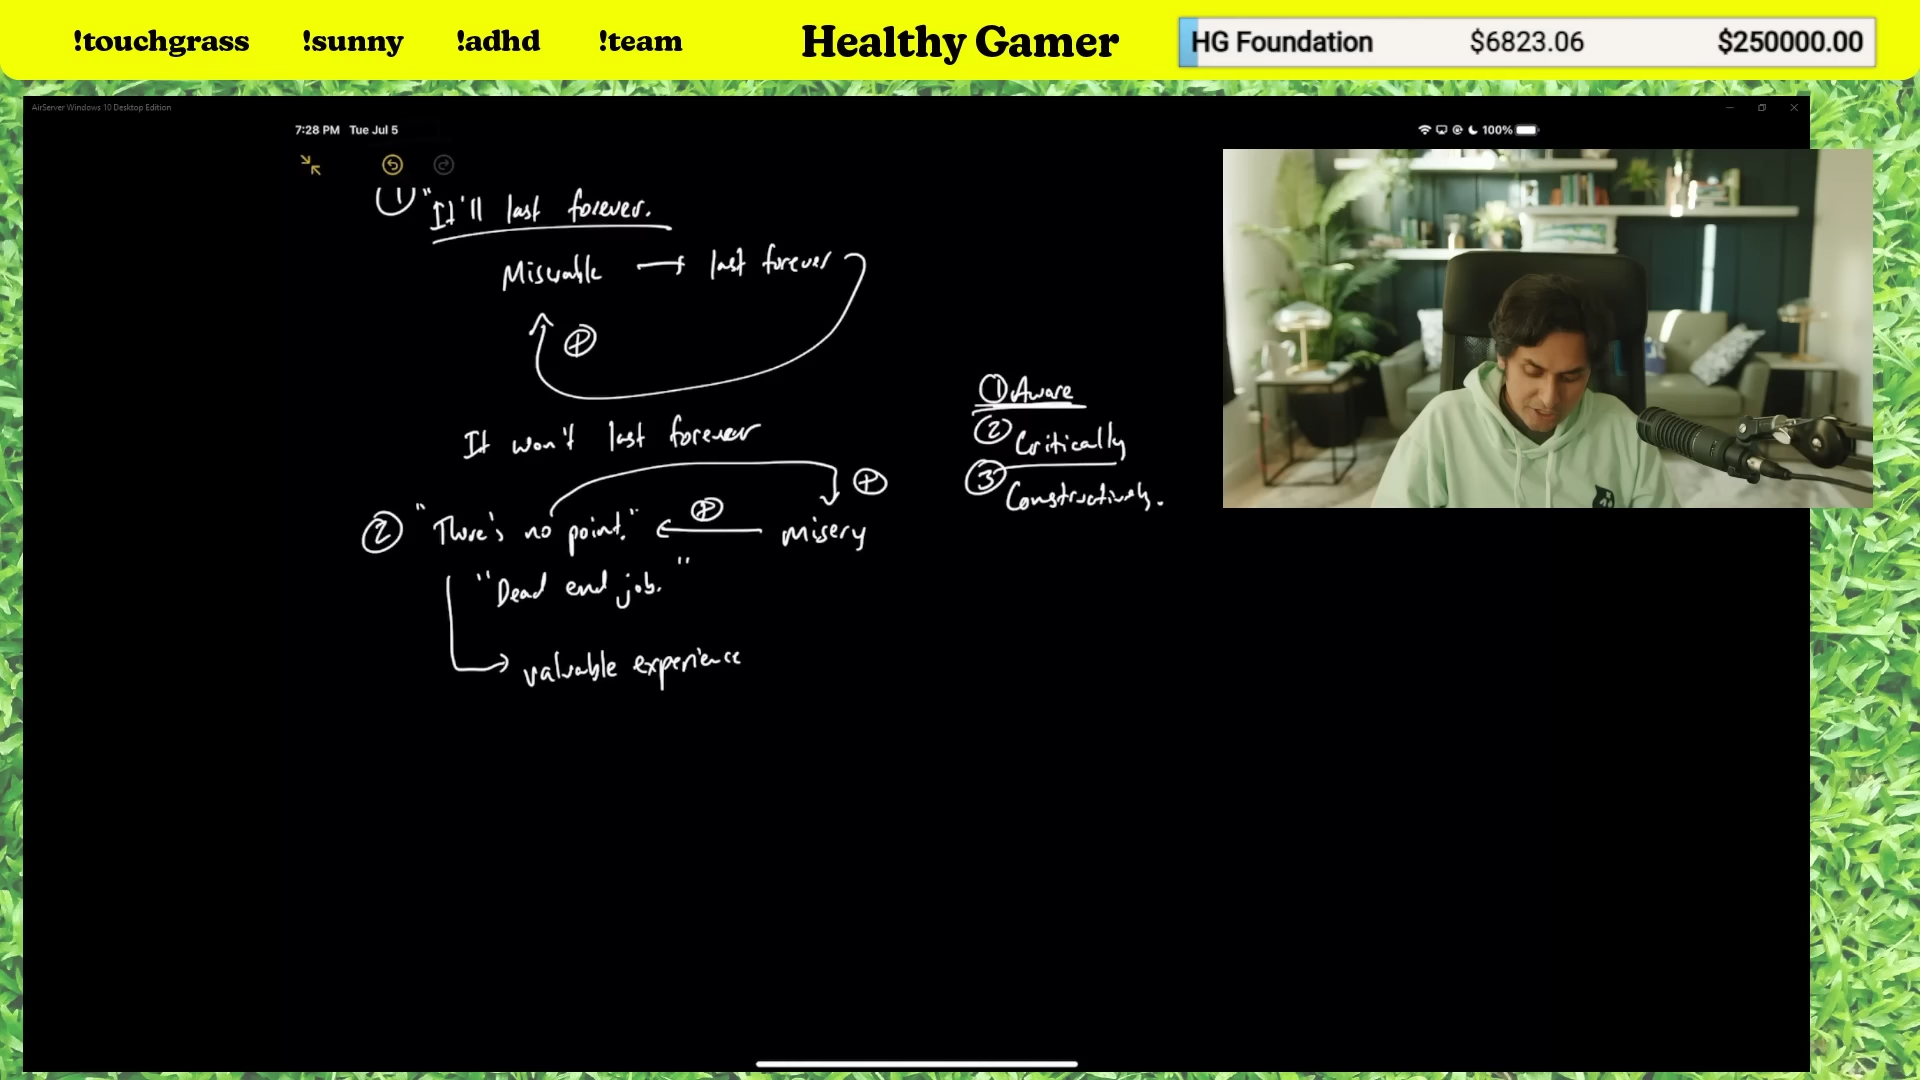 !touchgrass !sunny !adhd !team
Healthy Gamer
HG Foundation $6823.06 $250000.00
AirServer Windows 10 Desktop Edition
7:28 PM Tue Jul 5
100%
① "It'll last forever.
Miserable → last forever
⊕
It won't last forever
② "There's no point." ← ⊕ misery ⊕
"Dead end job."
→ valuable experience
① Aware
② Critically
③ Constructively.